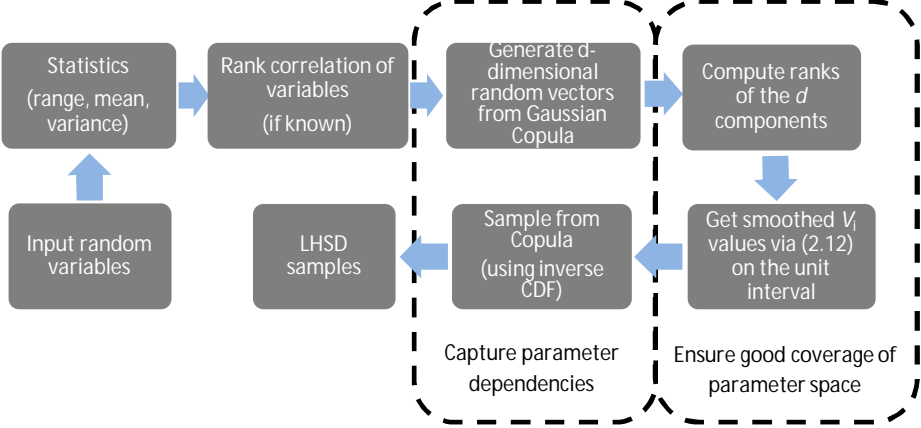 Statistics
(range, mean,
variance)
Rank correlation of
variables
(if known)
Generate d-
dimensional
random vectors
from Gaussian
Copula
Compute ranks
of the d
components
Input random
variables
LHSD
samples
Sample from
Copula
(using inverse
CDF)
Get smoothed Vi
values via (2.12)
on the unit
interval
Capture parameter
dependencies
Ensure good coverage of
parameter space